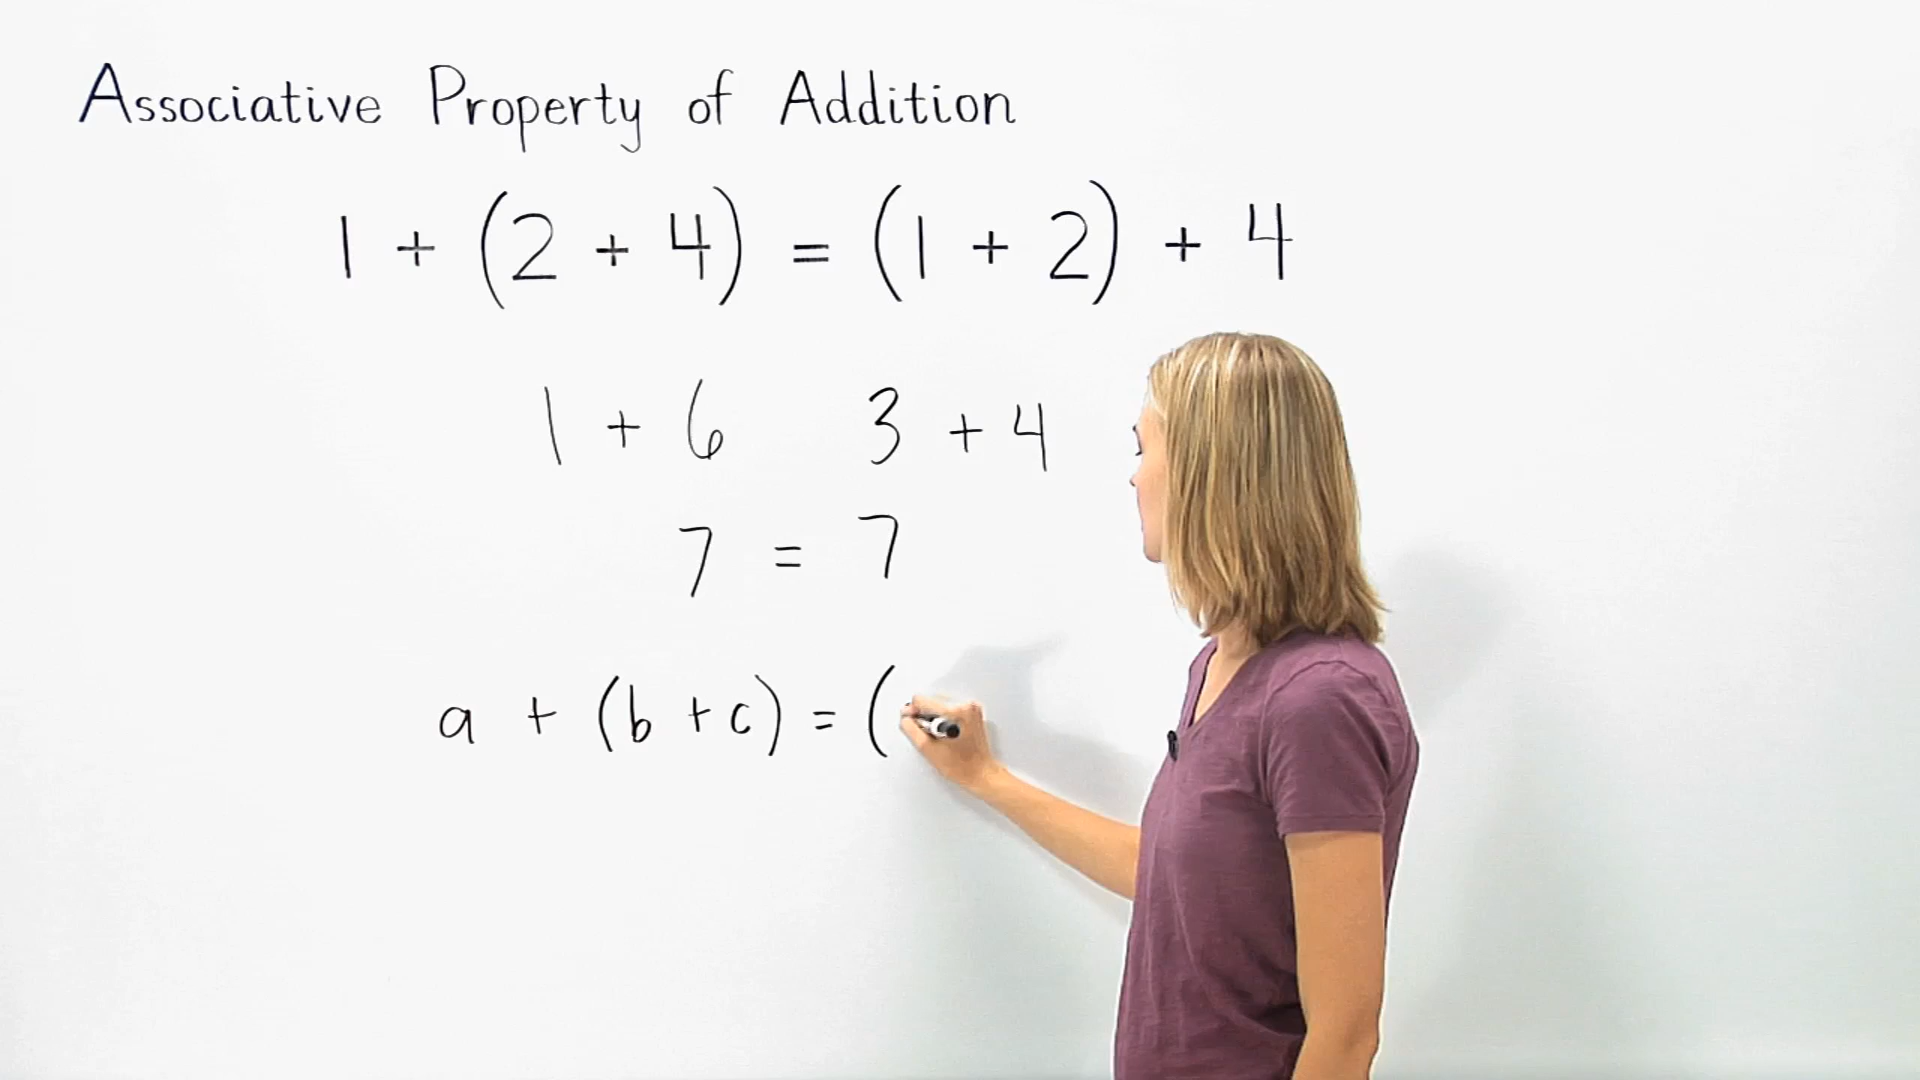 Associative Property of Addition
1 + (2 + 4) = (1 + 2) + 4
1 + 6 3 + 4
7 = 7
a + (b + c) = (